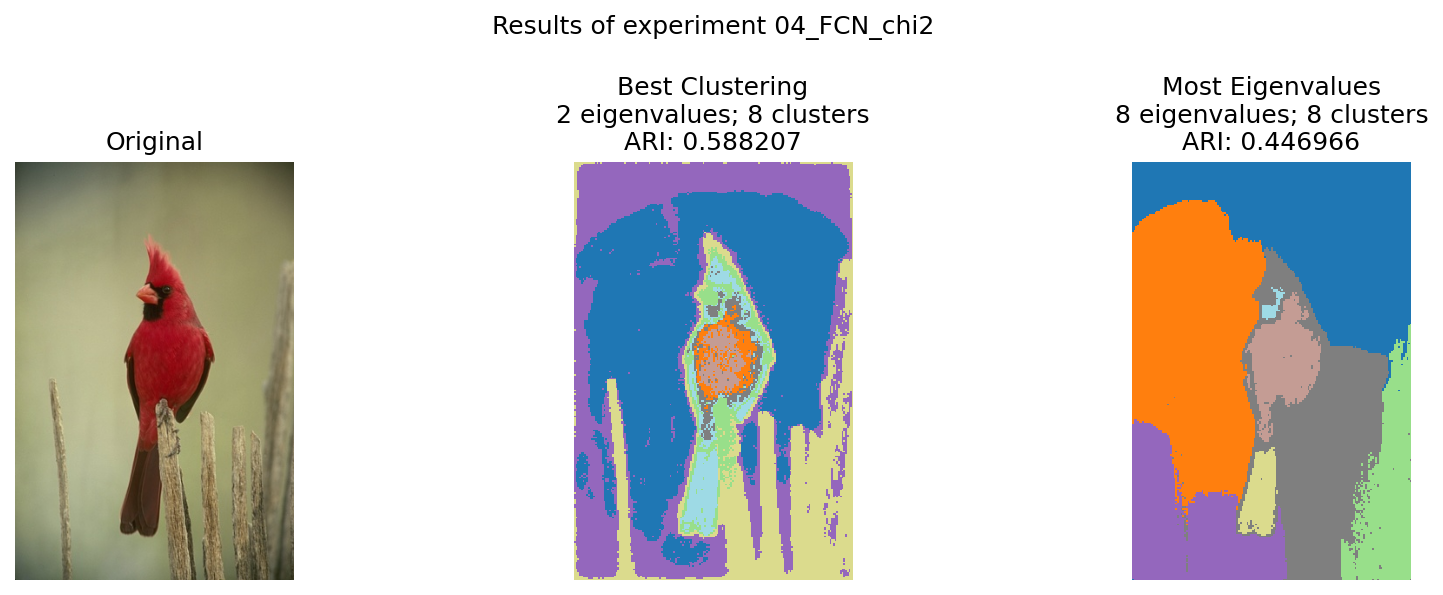 Results of experiment 04_FCN_chi2
Original
Best Clustering
2 eigenvalues; 8 clusters
ARI: 0.588207
Most Eigenvalues
8 eigenvalues; 8 clusters
ARI: 0.446966